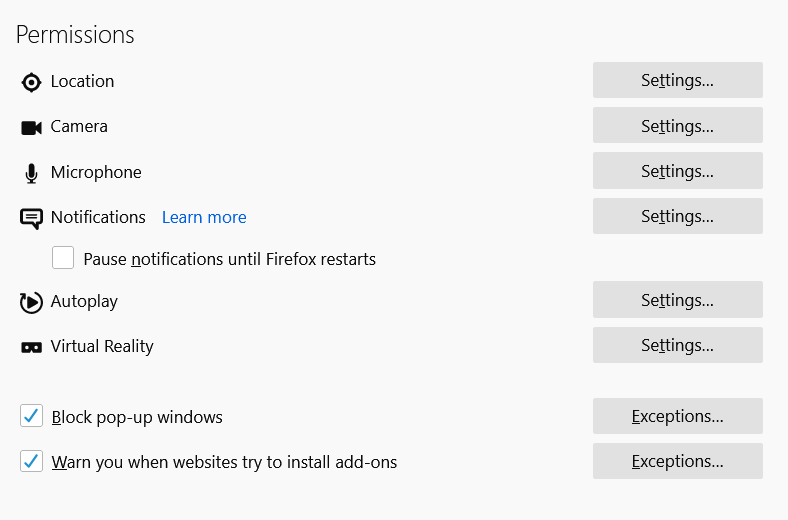 Permissions
Location Settings...
Camera Settings...
Microphone Settings...
Notifications Learn more Settings...
Pause notifications until Firefox restarts
Autoplay Settings...
Virtual Reality Settings...
Block pop-up windows Exceptions...
Warn you when websites try to install add-ons Exceptions...